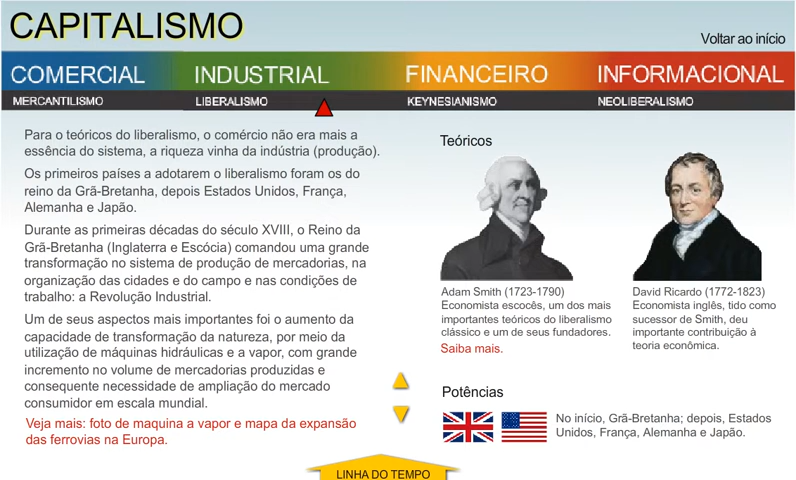 CAPITALISMO
Voltar ao início
COMERCIAL
INDUSTRIAL
FINANCEIRO
INFORMACIONAL
MERCANTILISMO
LIBERALISMO
KEYNESIANISMO
NEOLIBERALISMO
Para o teóricos do liberalismo, o comércio não era mais a
essência do sistema, a riqueza vinha da indústria (produção).
Os primeiros países a adotarem o liberalismo foram os do
reino da Grã-Bretanha, depois Estados Unidos, França,
Alemanha e Japão.
Durante as primeiras décadas do século XVIII, o Reino da
Grã-Bretanha (Inglaterra e Escócia) comandou uma grande
transformação no sistema de produção de mercadorias, na
organização das cidades e do campo e nas condições de
trabalho: a Revolução Industrial.
Um de seus aspectos mais importantes foi o aumento da
capacidade de transformação da natureza, por meio da
utilização de máquinas hidráulicas e a vapor, com grande
incremento no volume de mercadorias produzidas e
consequente necessidade de ampliação do mercado
consumidor em escala mundial.
Veja mais: foto de maquina a vapor e mapa da expansão
das ferrovias na Europa.
Teóricos
Adam Smith (1723-1790)
Economista escocês, um dos mais
importantes teóricos do liberalismo
clássico e um de seus fundadores.
Saiba mais.
David Ricardo (1772-1823)
Economista inglês, tido como
sucessor de Smith, deu
importante contribuição à
teoria econômica.
Potências
No início, Grã-Bretanha; depois, Estados
Unidos, França, Alemanha e Japão.
LINHA DO TEMPO